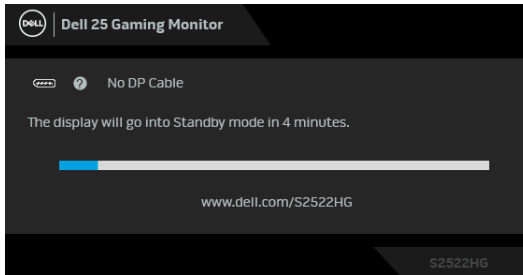 DELL
Dell 25 Gaming Monitor
? No DP Cable
The display will go into Standby mode in 4 minutes.
www.dell.com/S2522HG
S2522HG